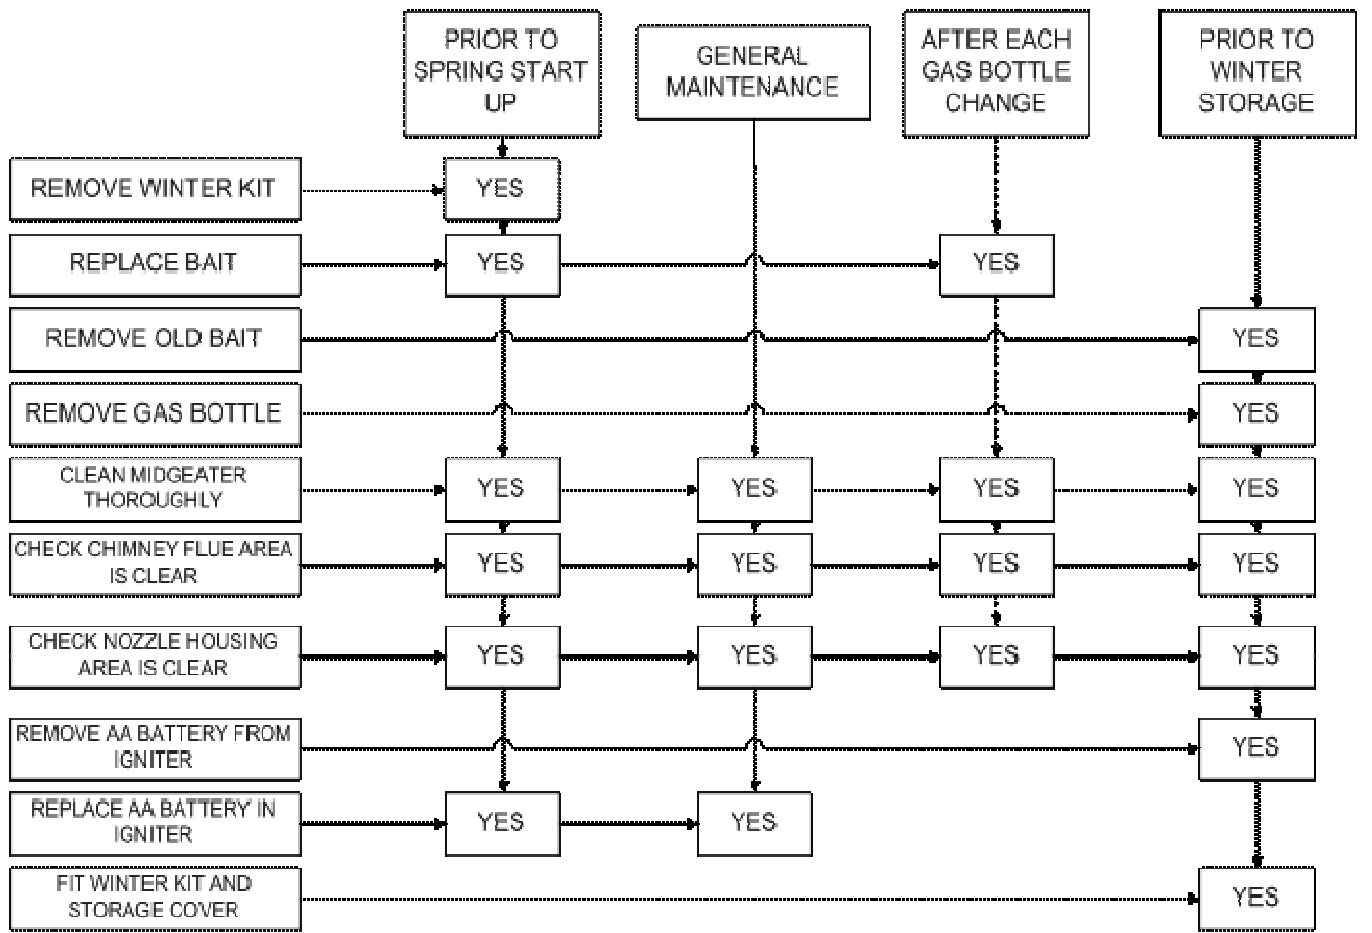 PRIOR TO
SPRING START
UP
GENERAL
MAINTENANCE
AFTER EACH
GAS BOTTLE
CHANGE
PRIOR TO
WINTER
STORAGE
REMOVE WINTER KIT
YES
REPLACE BAIT
YES
YES
REMOVE OLD BAIT
YES
REMOVE GAS BOTTLE
YES
CLEAN MIDGEATER
THOROUGHLY
YES
YES
YES
YES
CHECK CHIMNEY FLUE AREA
IS CLEAR
YES
YES
YES
YES
CHECK NOZZLE HOUSING
AREA IS CLEAR
YES
YES
YES
YES
REMOVE AA BATTERY FROM
IGNITER
YES
REPLACE AA BATTERY IN
IGNITER
YES
YES
FIT WINTER KIT AND
STORAGE COVER
YES